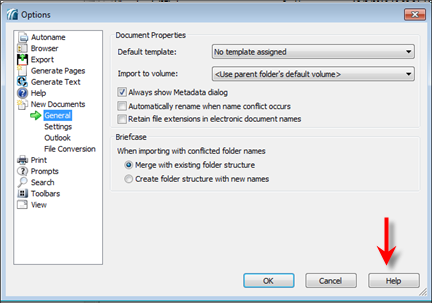 Options
Autoname
Browser
Export
Generate Pages
Generate Text
Help
New Documents
General
Settings
Outlook
File Conversion
Print
Prompts
Search
Toolbars
View
Document Properties
Default template: No template assigned
Import to volume: <Use parent folder's default volume>
Always show Metadata dialog
Automatically rename when name conflict occurs
Retain file extensions in electronic document names
Briefcase
When importing with conflicted folder names
Merge with existing folder structure
Create folder structure with new names
OK Cancel Help